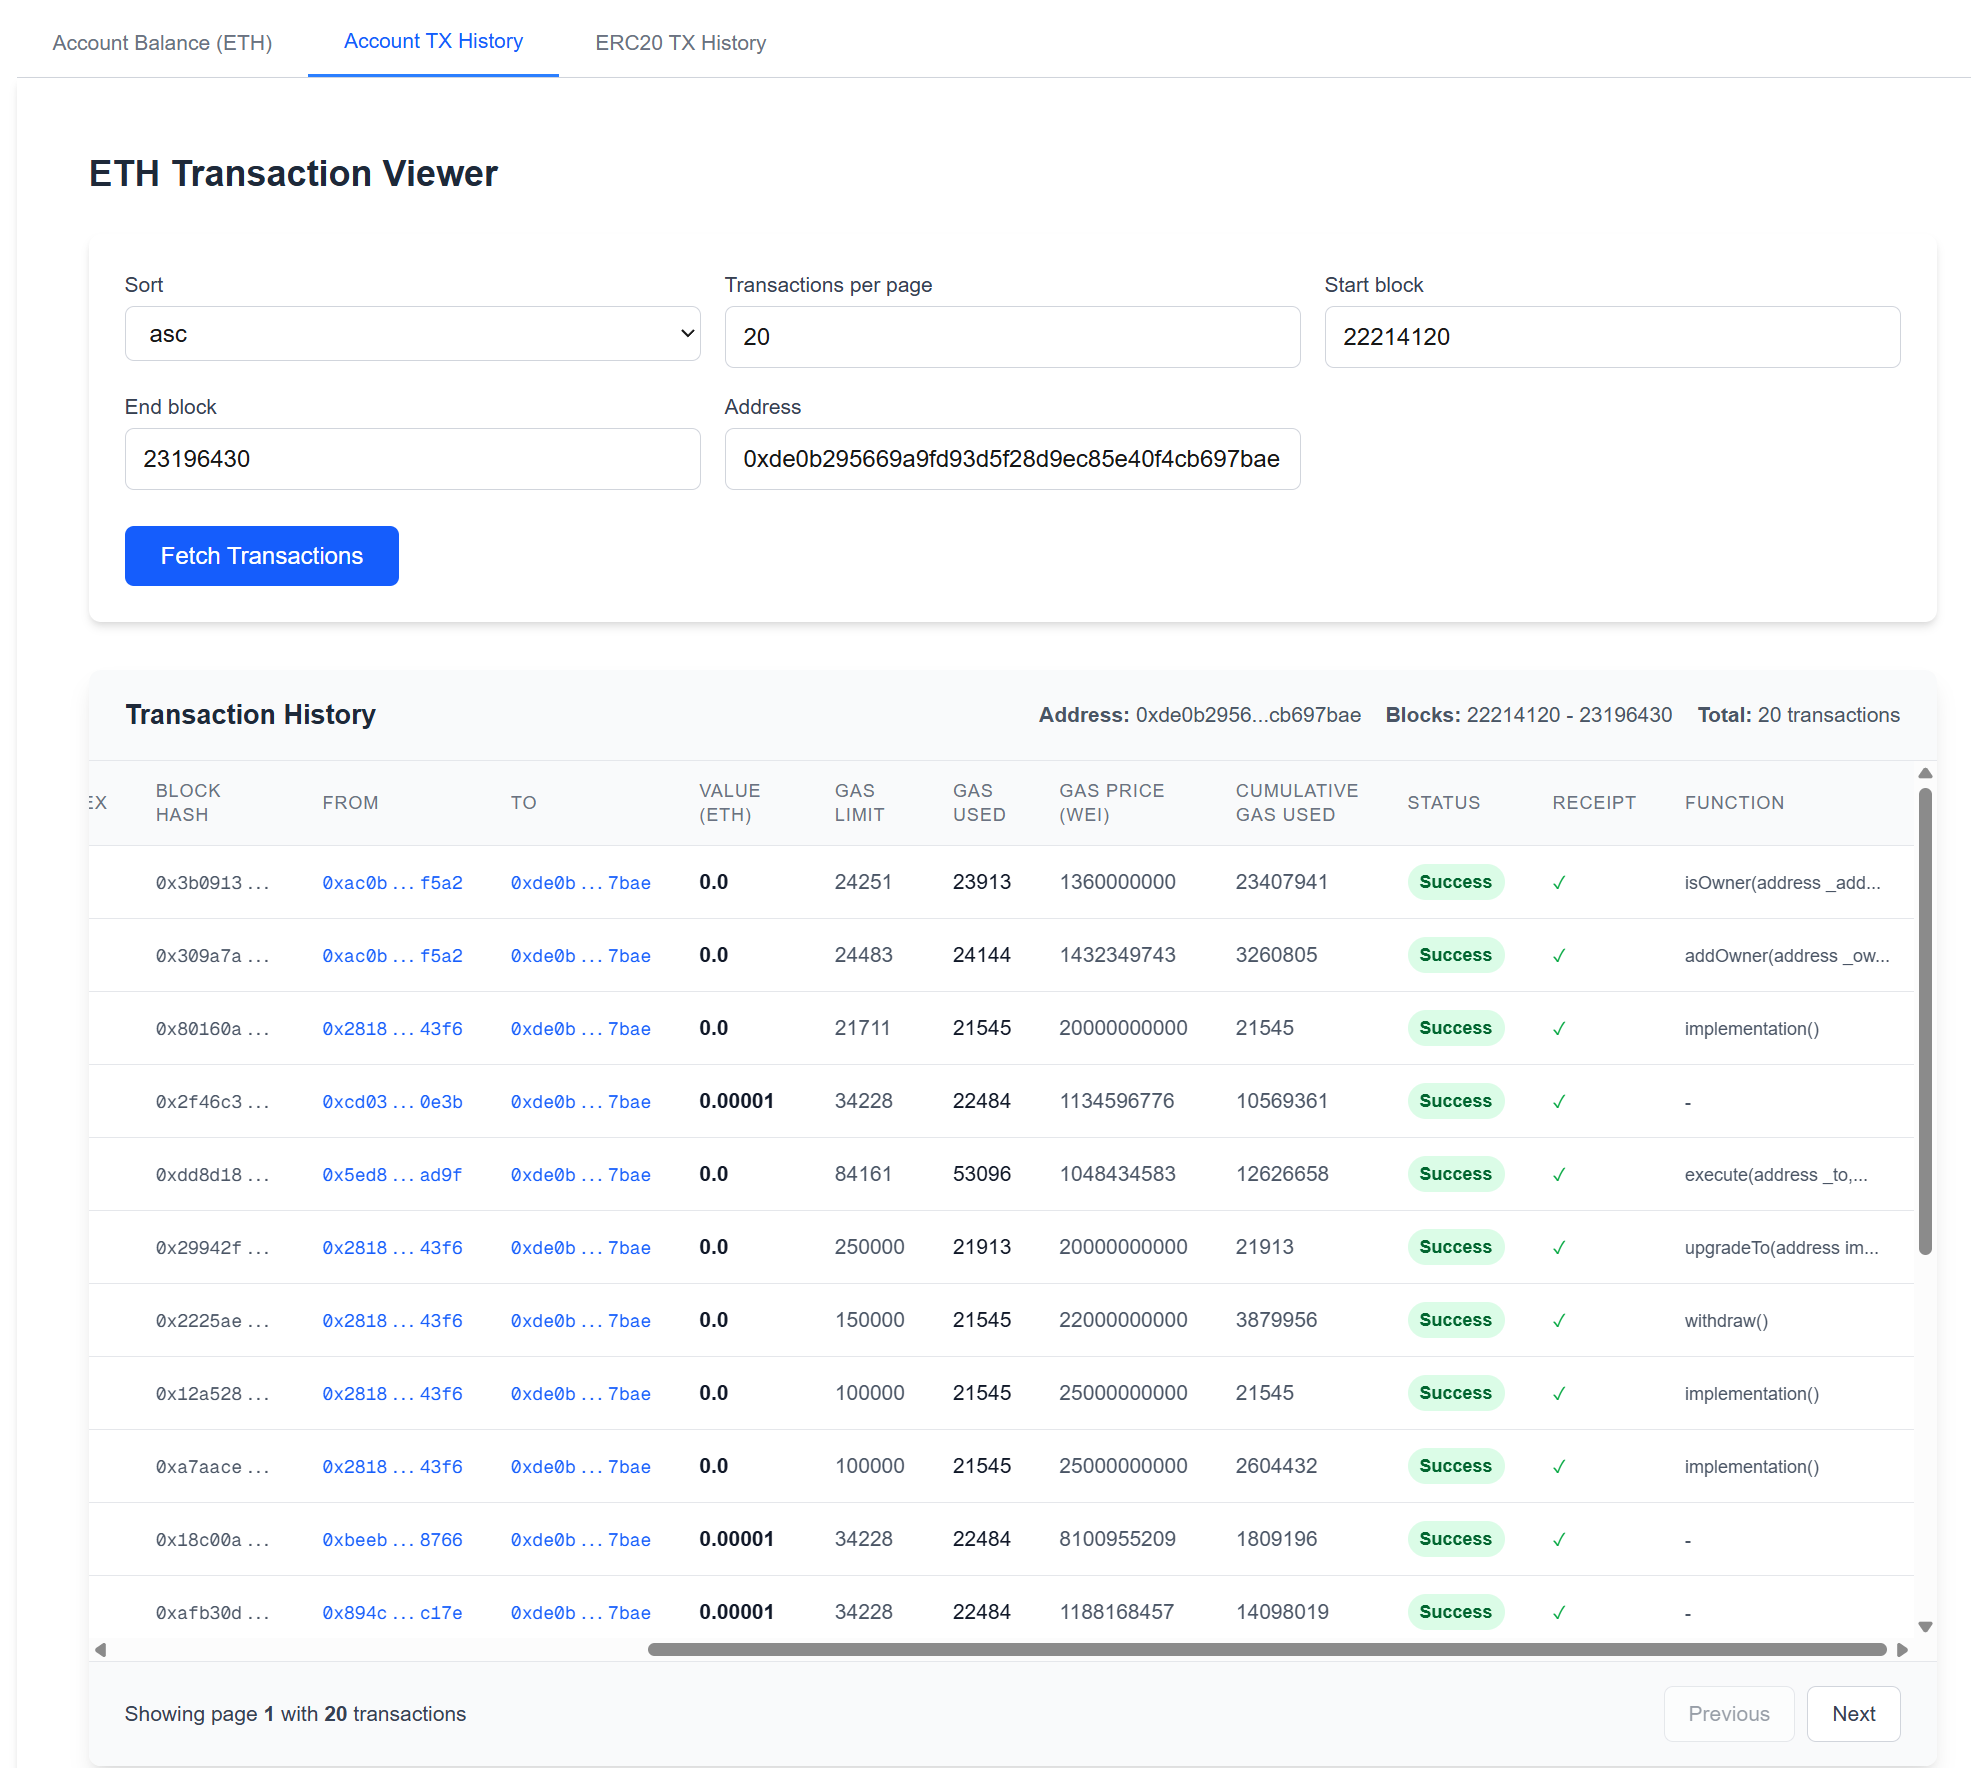 Account Balance (ETH) Account TX History ERC20 TX History
ETH Transaction Viewer
Sort Transactions per page Start block
asc 20 22214120
End block Address
23196430 0xde0b295669a9fd93d5f28d9ec85e40f4cb697bae
Fetch Transactions
Transaction History Address: 0xde0b2956...cb697bae Blocks: 22214120 - 23196430 Total: 20 transactions
EX BLOCK HASH FROM TO VALUE (ETH) GAS LIMIT GAS USED GAS PRICE (WEI) CUMULATIVE GAS USED STATUS RECEIPT FUNCTION
0x3b0913... 0xac0b...f5a2 0xde0b...7bae 0.0 24251 23913 1360000000 23407941 Success ✓ isOwner(address _add...
0x309a7a... 0xac0b...f5a2 0xde0b...7bae 0.0 24483 24144 1432349743 3260805 Success ✓ addOwner(address _ow...
0x80160a... 0x2818...43f6 0xde0b...7bae 0.0 21711 21545 20000000000 21545 Success ✓ implementation()
0x2f46c3... 0xcd03...0e3b 0xde0b...7bae 0.00001 34228 22484 1134596776 10569361 Success ✓ -
0xdd8d18... 0x5ed8...ad9f 0xde0b...7bae 0.0 84161 53096 1048434583 12626658 Success ✓ execute(address _to,...
0x29942f... 0x2818...43f6 0xde0b...7bae 0.0 250000 21913 20000000000 21913 Success ✓ upgradeTo(address im...
0x2225ae... 0x2818...43f6 0xde0b...7bae 0.0 150000 21545 22000000000 3879956 Success ✓ withdraw()
0x12a528... 0x2818...43f6 0xde0b...7bae 0.0 100000 21545 25000000000 21545 Success ✓ implementation()
0xa7aace... 0x2818...43f6 0xde0b...7bae 0.0 100000 21545 25000000000 2604432 Success ✓ implementation()
0x18c00a... 0xbeeb...8766 0xde0b...7bae 0.00001 34228 22484 8100955209 1809196 Success ✓ -
0xafb30d... 0x894c...c17e 0xde0b...7bae 0.00001 34228 22484 1188168457 14098019 Success ✓ -
Showing page 1 with 20 transactions Previous Next